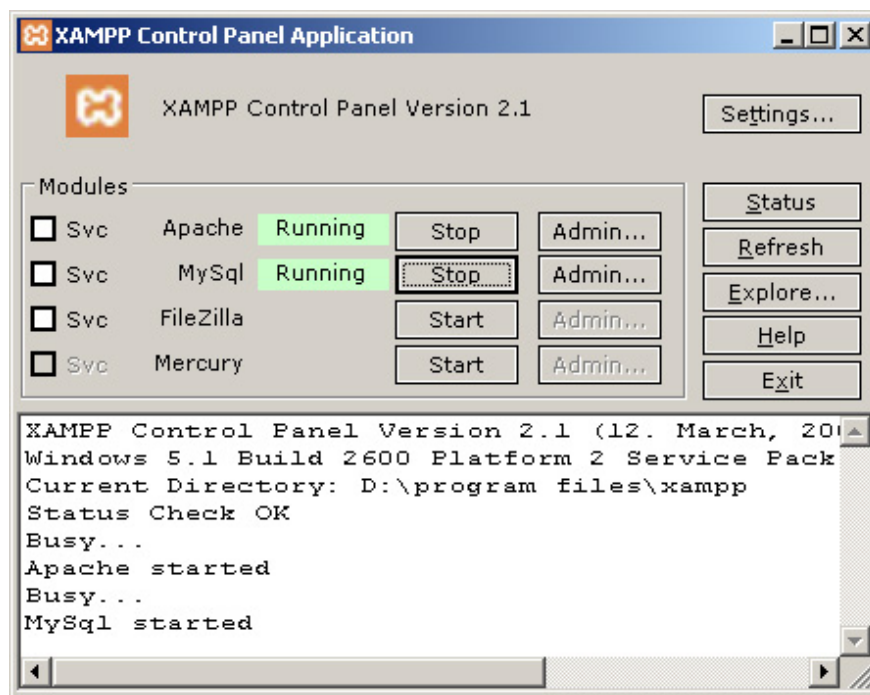 XAMPP Control Panel Application
XAMPP Control Panel Version 2.1
Settings...
Modules
Svc Apache Running Stop Admin...
Svc MySql Running Stop Admin...
Svc FileZilla Start Admin...
Svc Mercury Start Admin...
Status
Refresh
Explore...
Help
Exit
XAMPP Control Panel Version 2.1 (12. March, 20
Windows 5.1 Build 2600 Platform 2 Service Pack
Current Directory: D:\program files\xampp
Status Check OK
Busy...
Apache started
Busy...
MySql started